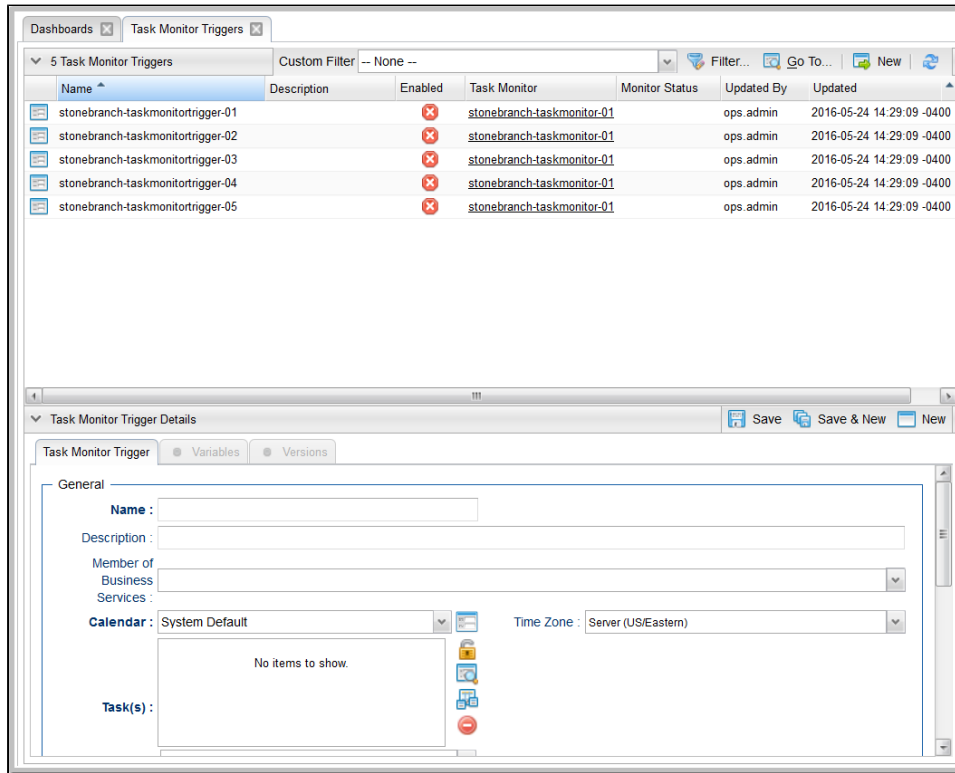 Dashboards Task Monitor Triggers
5 Task Monitor Triggers Custom Filter -- None -- Filter... Go To... New
Name Description Enabled Task Monitor Monitor Status Updated By Updated
stonebranch-taskmonitortrigger-01 stonebranch-taskmonitor-01 ops.admin 2016-05-24 14:29:09 -0400
stonebranch-taskmonitortrigger-02 stonebranch-taskmonitor-01 ops.admin 2016-05-24 14:29:09 -0400
stonebranch-taskmonitortrigger-03 stonebranch-taskmonitor-01 ops.admin 2016-05-24 14:29:09 -0400
stonebranch-taskmonitortrigger-04 stonebranch-taskmonitor-01 ops.admin 2016-05-24 14:29:09 -0400
stonebranch-taskmonitortrigger-05 stonebranch-taskmonitor-01 ops.admin 2016-05-24 14:29:09 -0400
Task Monitor Trigger Details Save Save & New New
Task Monitor Trigger Variables Versions
General
Name :
Description :
Member of
Business
Services :
Calendar : System Default Time Zone : Server (US/Eastern)
No items to show.
Task(s) :